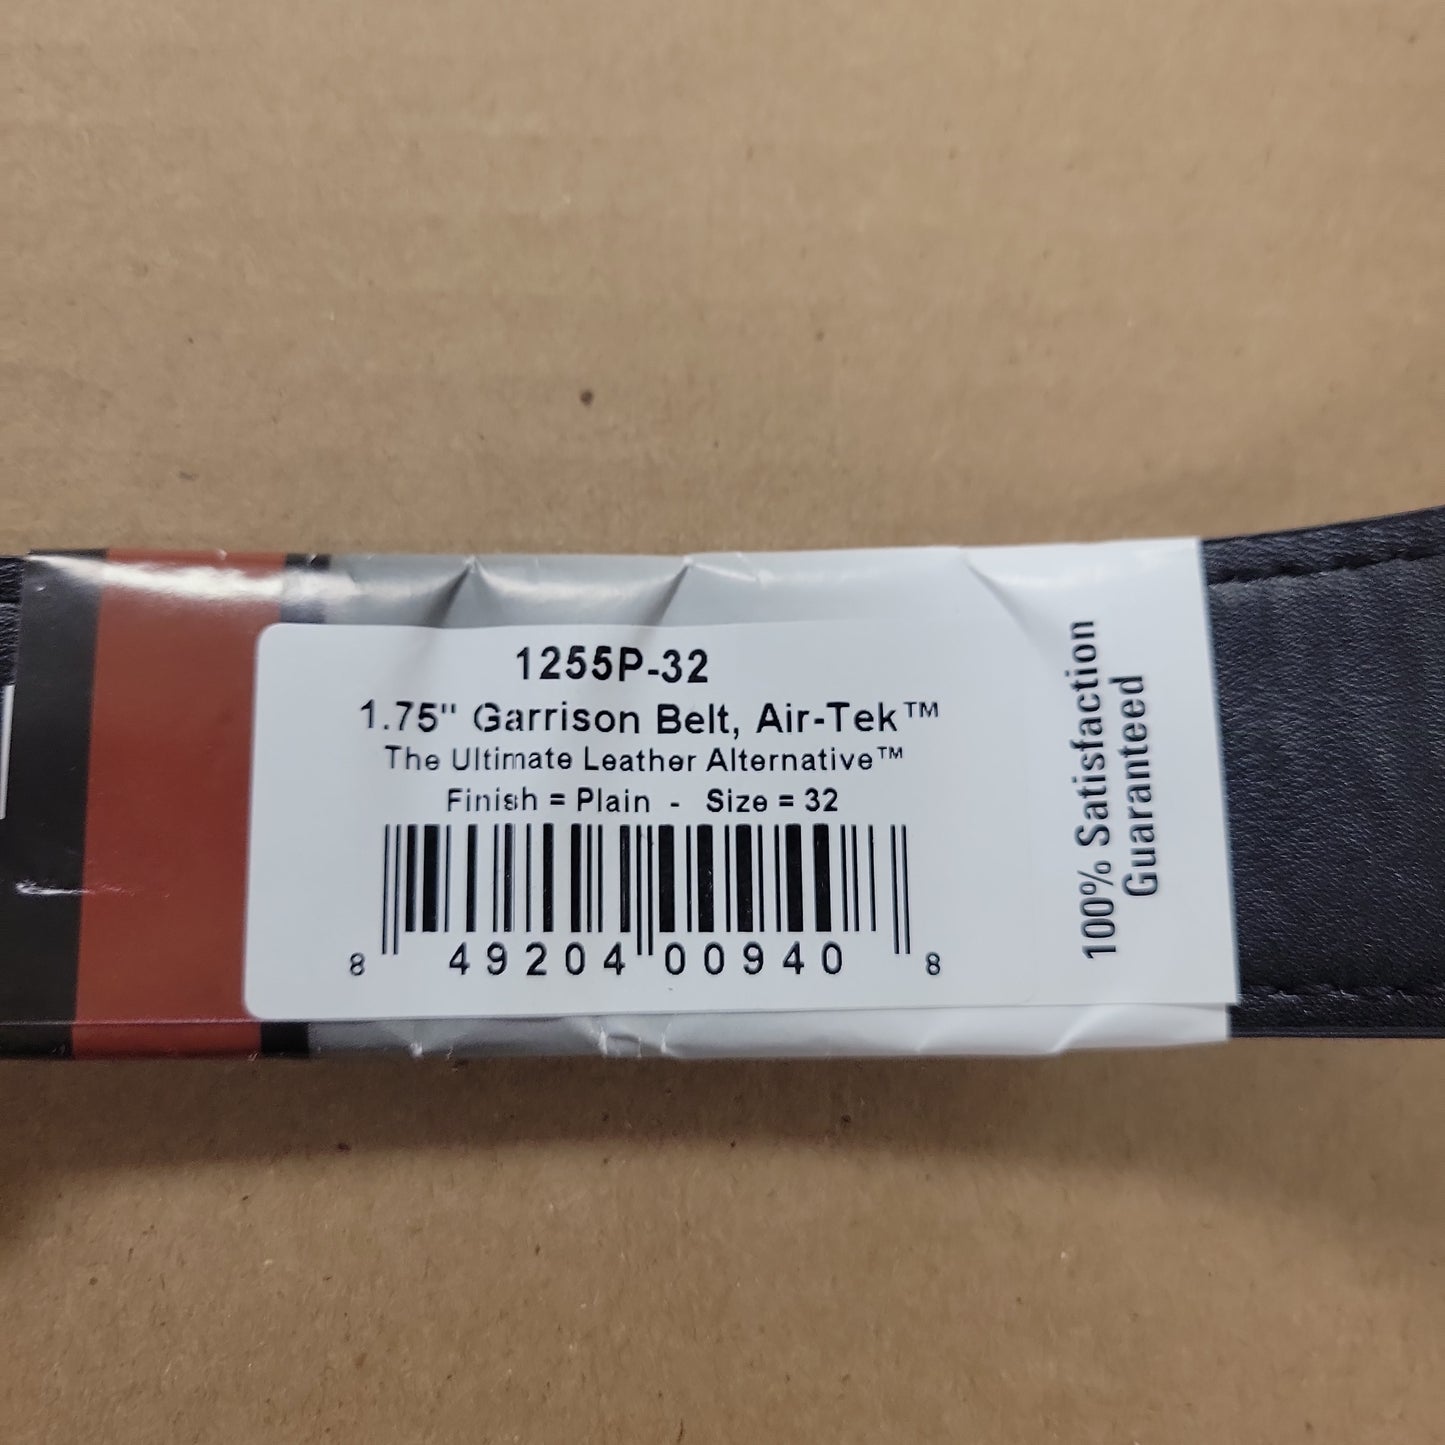 1255P-32
1.75" Garrison Belt, Air-Tek™
The Ultimate Leather Alternative™
Finish = Plain - Size = 32
8 49204 00940 8
100% Satisfaction
Guaranteed